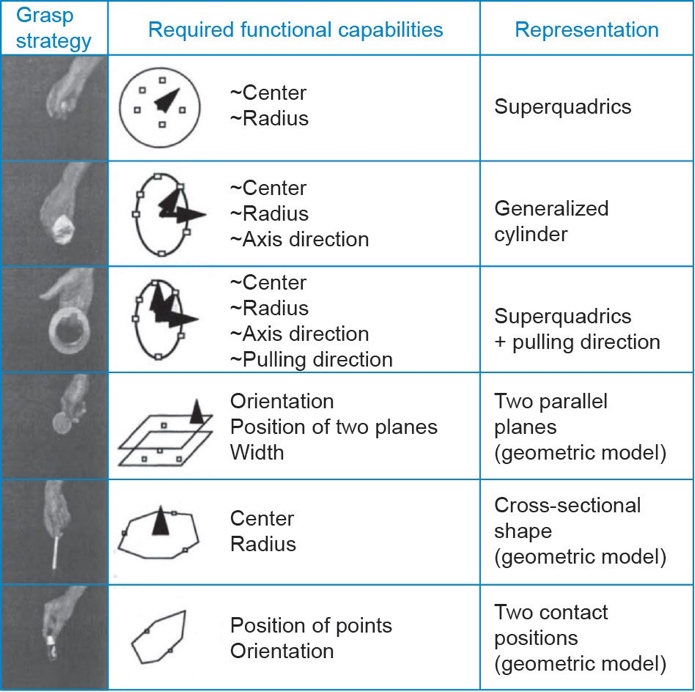 Grasp
strategy
Required functional capabilities
Representation
~Center
~Radius
Superquadrics
~Center
~Radius
~Axis direction
Generalized
cylinder
~Center
~Radius
~Axis direction
~Pulling direction
Superquadrics
+ pulling direction
Orientation
Position of two planes
Width
Two parallel
planes
(geometric model)
Center
Radius
Cross-sectional
shape
(geometric model)
Position of points
Orientation
Two contact
positions
(geometric model)